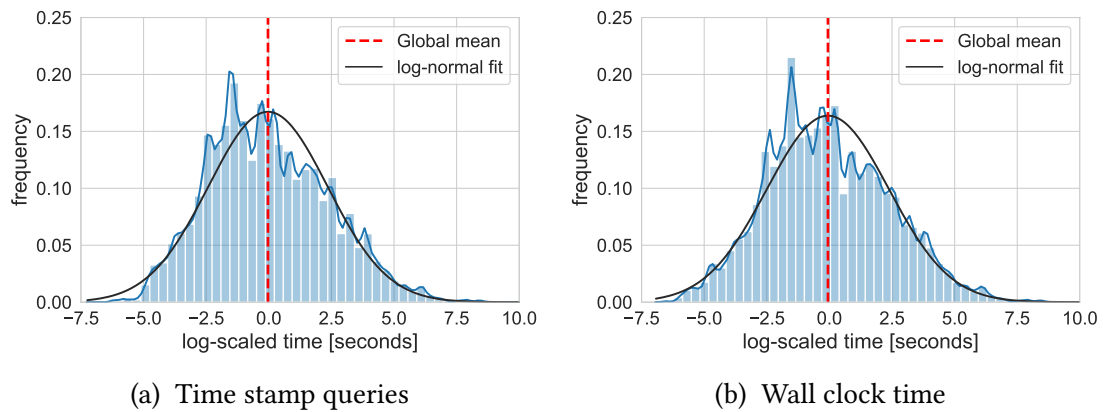 0.25
0.20
0.15
0.10
0.05
0.00
frequency
−7.5 −5.0 −2.5 0.0 2.5 5.0 7.5 10.0
log-scaled time [seconds]
Global mean
log-normal fit
(a) Time stamp queries
0.25
0.20
0.15
0.10
0.05
0.00
frequency
−7.5 −5.0 −2.5 0.0 2.5 5.0 7.5 10.0
log-scaled time [seconds]
Global mean
log-normal fit
(b) Wall clock time